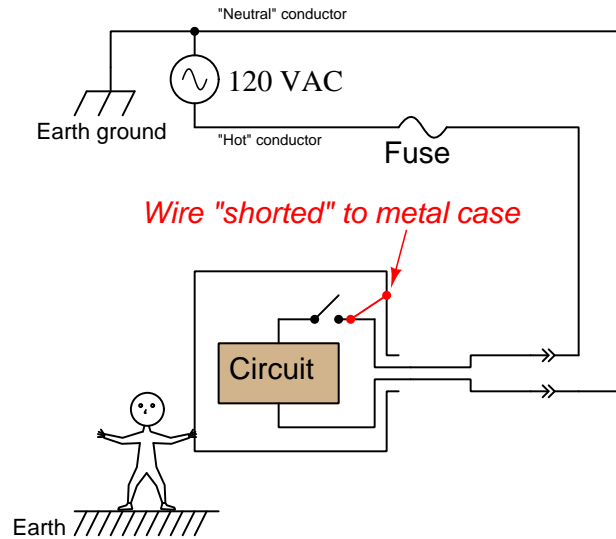 "Neutral" conductor
120 VAC
Earth ground
"Hot" conductor
Fuse
Wire "shorted" to metal case
Circuit
Earth